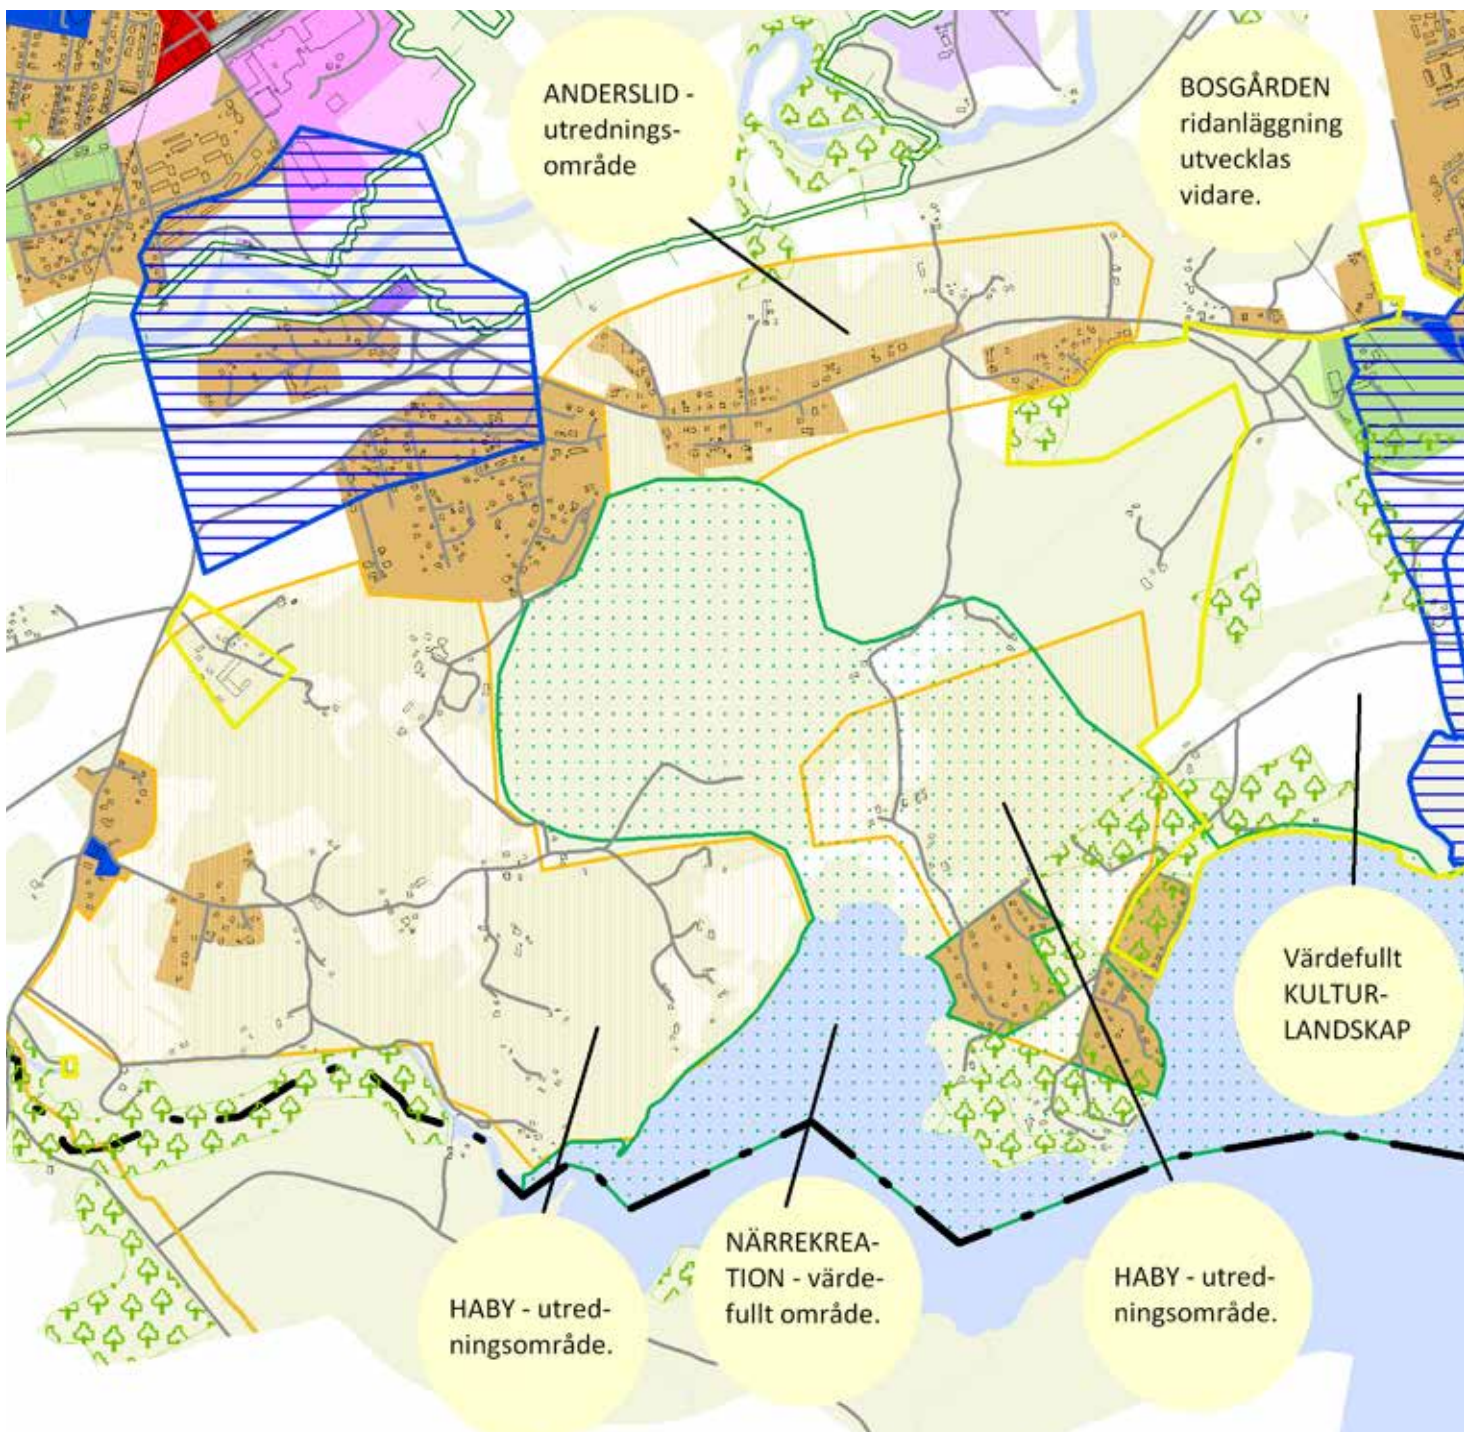 ANDERSLID -
utrednings-
område
BOSGÅRDEN
ridanläggning
utvecklas
vidare.
Värdefullt
KULTUR-
LANDSKAP
HABY - utred-
ningsområde.
NÄRREKREA-
TION - värde-
fullt område.
HABY - utred-
ningsområde.